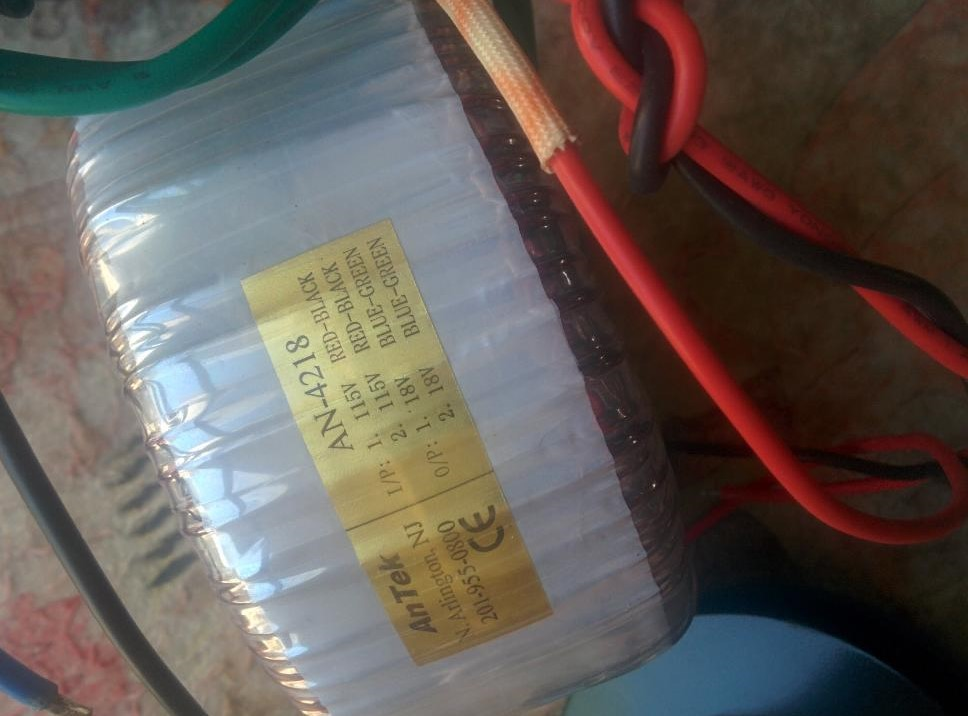 AnTek
N. Arlington, NJ
201-955-0800
CE
AN-4218
I/P: 1. 115V RED-BLACK
2. 115V RED-BLACK
O/P: 1. 18V BLUE-GREEN
2. 18V BLUE-GREEN
AWM